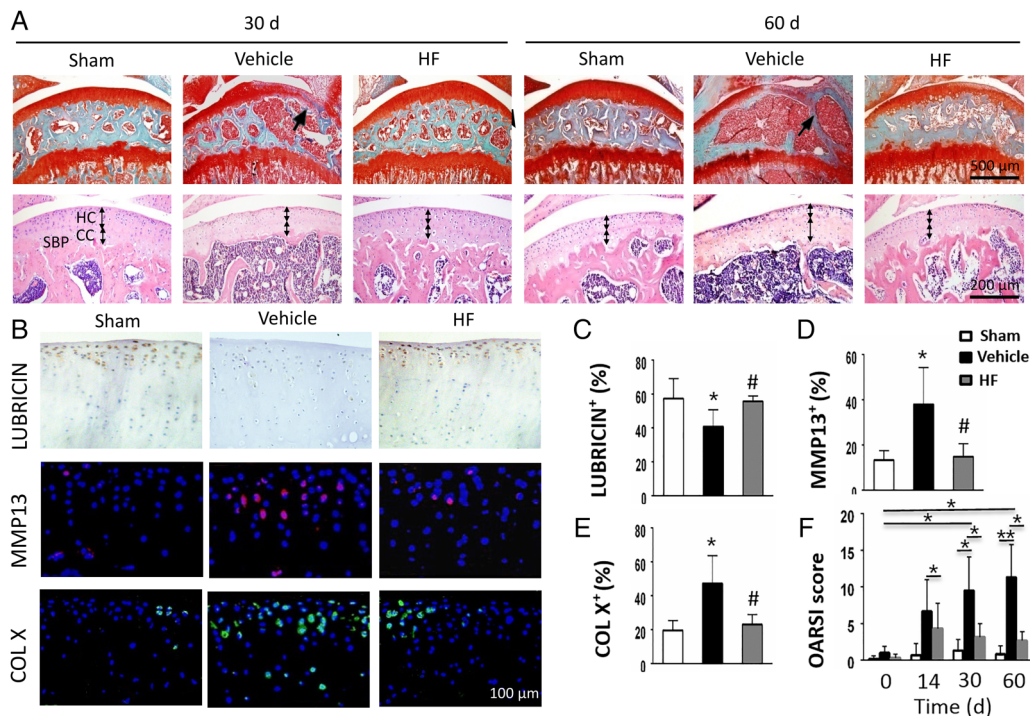 A
30 d
60 d
Sham
Vehicle
HF
Sham
Vehicle
HF
500 µm
HC
CC
SBP
200 µm
B
Sham
Vehicle
HF
LUBRICIN
MMP13
COL X
100 µm
C
LUBRICIN⁺ (%)
80
60
40
20
0
*
#
D
Sham
Vehicle
HF
MMP13⁺ (%)
60
40
20
0
*
#
E
COL X⁺ (%)
80
60
40
20
0
*
#
F
OARSI score
20
15
10
5
0
*
*
*
*
*
**
*
0 14 30 60
Time (d)